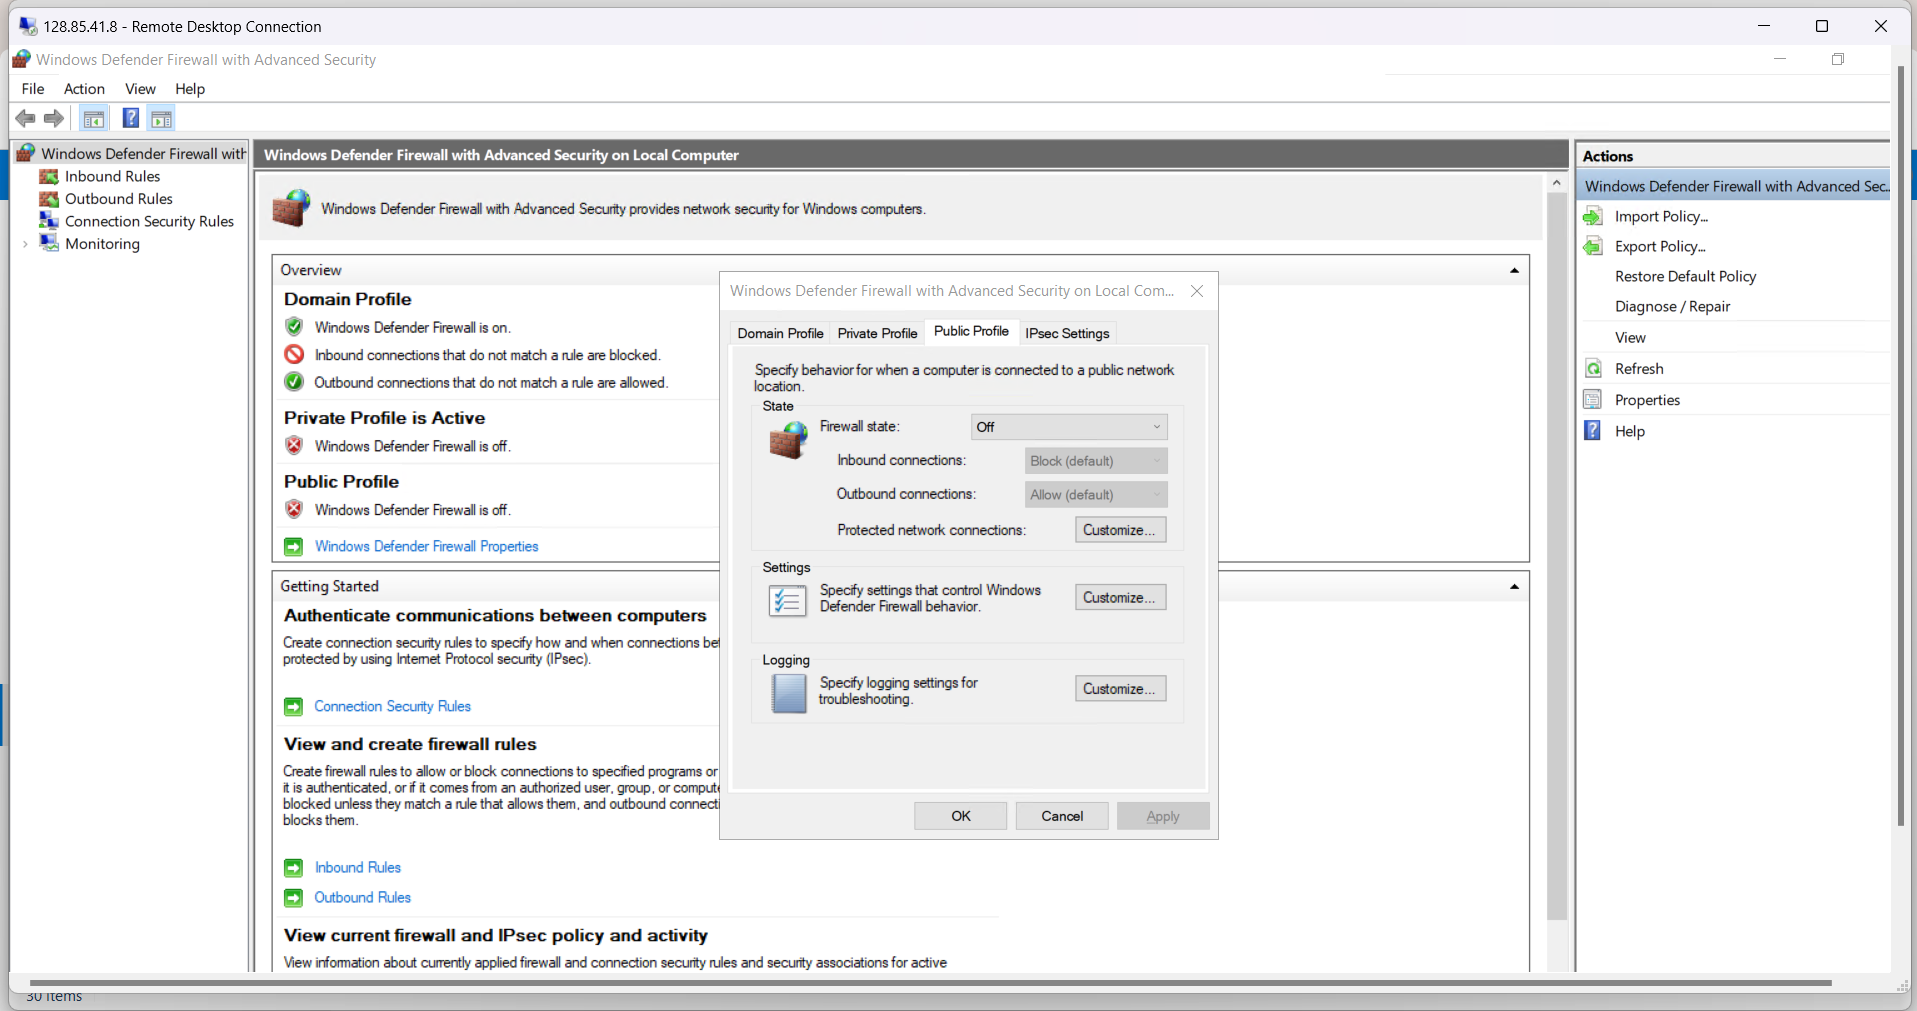 128.85.41.8 - Remote Desktop Connection
Windows Defender Firewall with Advanced Security
File Action View Help
Windows Defender Firewall with
Inbound Rules
Outbound Rules
Connection Security Rules
Monitoring
Windows Defender Firewall with Advanced Security on Local Computer
Windows Defender Firewall with Advanced Security provides network security for Windows computers.
Overview
Domain Profile
Windows Defender Firewall is on.
Inbound connections that do not match a rule are blocked.
Outbound connections that do not match a rule are allowed.
Private Profile is Active
Windows Defender Firewall is off.
Public Profile
Windows Defender Firewall is off.
Windows Defender Firewall Properties
Getting Started
Authenticate communications between computers
Create connection security rules to specify how and when connections bet
protected by using Internet Protocol security (IPsec).
Connection Security Rules
View and create firewall rules
Create firewall rules to allow or block connections to specified programs or
it is authenticated, or if it comes from an authorized user, group, or compute
blocked unless they match a rule that allows them, and outbound connecti
blocks them.
Inbound Rules
Outbound Rules
View current firewall and IPsec policy and activity
View information about currently applied firewall and connection security rules and security associations for active
Windows Defender Firewall with Advanced Security on Local Com...
Domain Profile Private Profile Public Profile IPsec Settings
Specify behavior for when a computer is connected to a public network
location.
State
Firewall state: Off
Inbound connections: Block (default)
Outbound connections: Allow (default)
Protected network connections: Customize...
Settings
Specify settings that control Windows
Defender Firewall behavior.
Customize...
Logging
Specify logging settings for
troubleshooting.
Customize...
OK Cancel Apply
Actions
Windows Defender Firewall with Advanced Sec...
Import Policy...
Export Policy...
Restore Default Policy
Diagnose / Repair
View
Refresh
Properties
Help
30 items